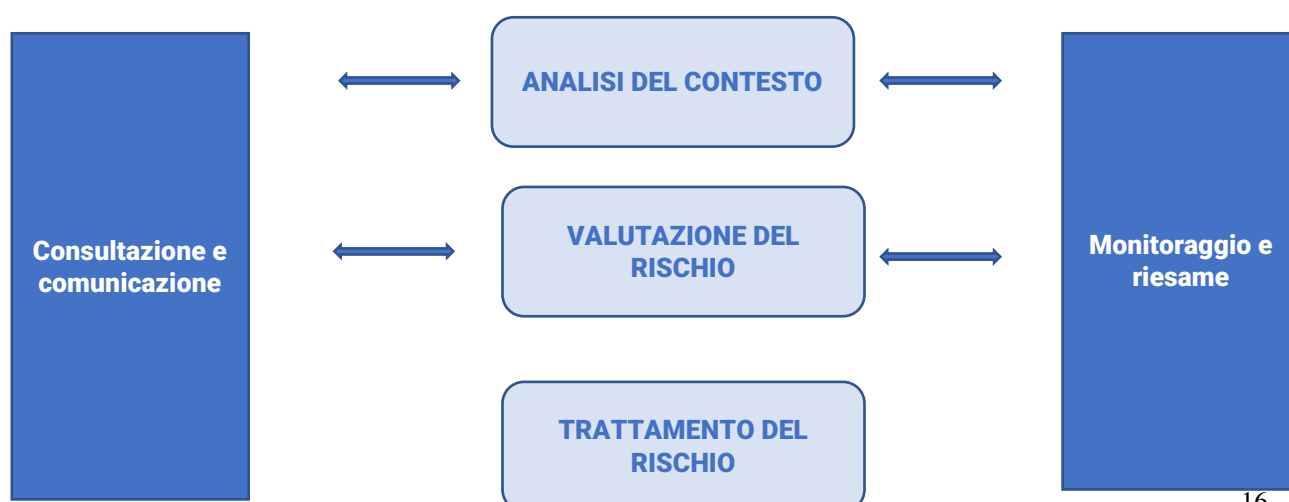 ANALISI DEL CONTESTO
Consultazione e
comunicazione
VALUTAZIONE DEL
RISCHIO
Monitoraggio e
riesame
TRATTAMENTO DEL
RISCHIO
16